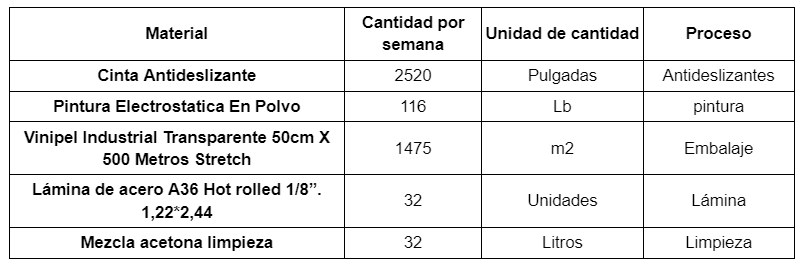 Material Cantidad por semana Unidad de cantidad Proceso
Cinta Antideslizante 2520 Pulgadas Antideslizantes
Pintura Electrostatica En Polvo 116 Lb pintura
Vinipel Industrial Transparente 50cm X 500 Metros Stretch 1475 m2 Embalaje
Lámina de acero A36 Hot rolled 1/8”. 1,22*2,44 32 Unidades Lámina
Mezcla acetona limpieza 32 Litros Limpieza